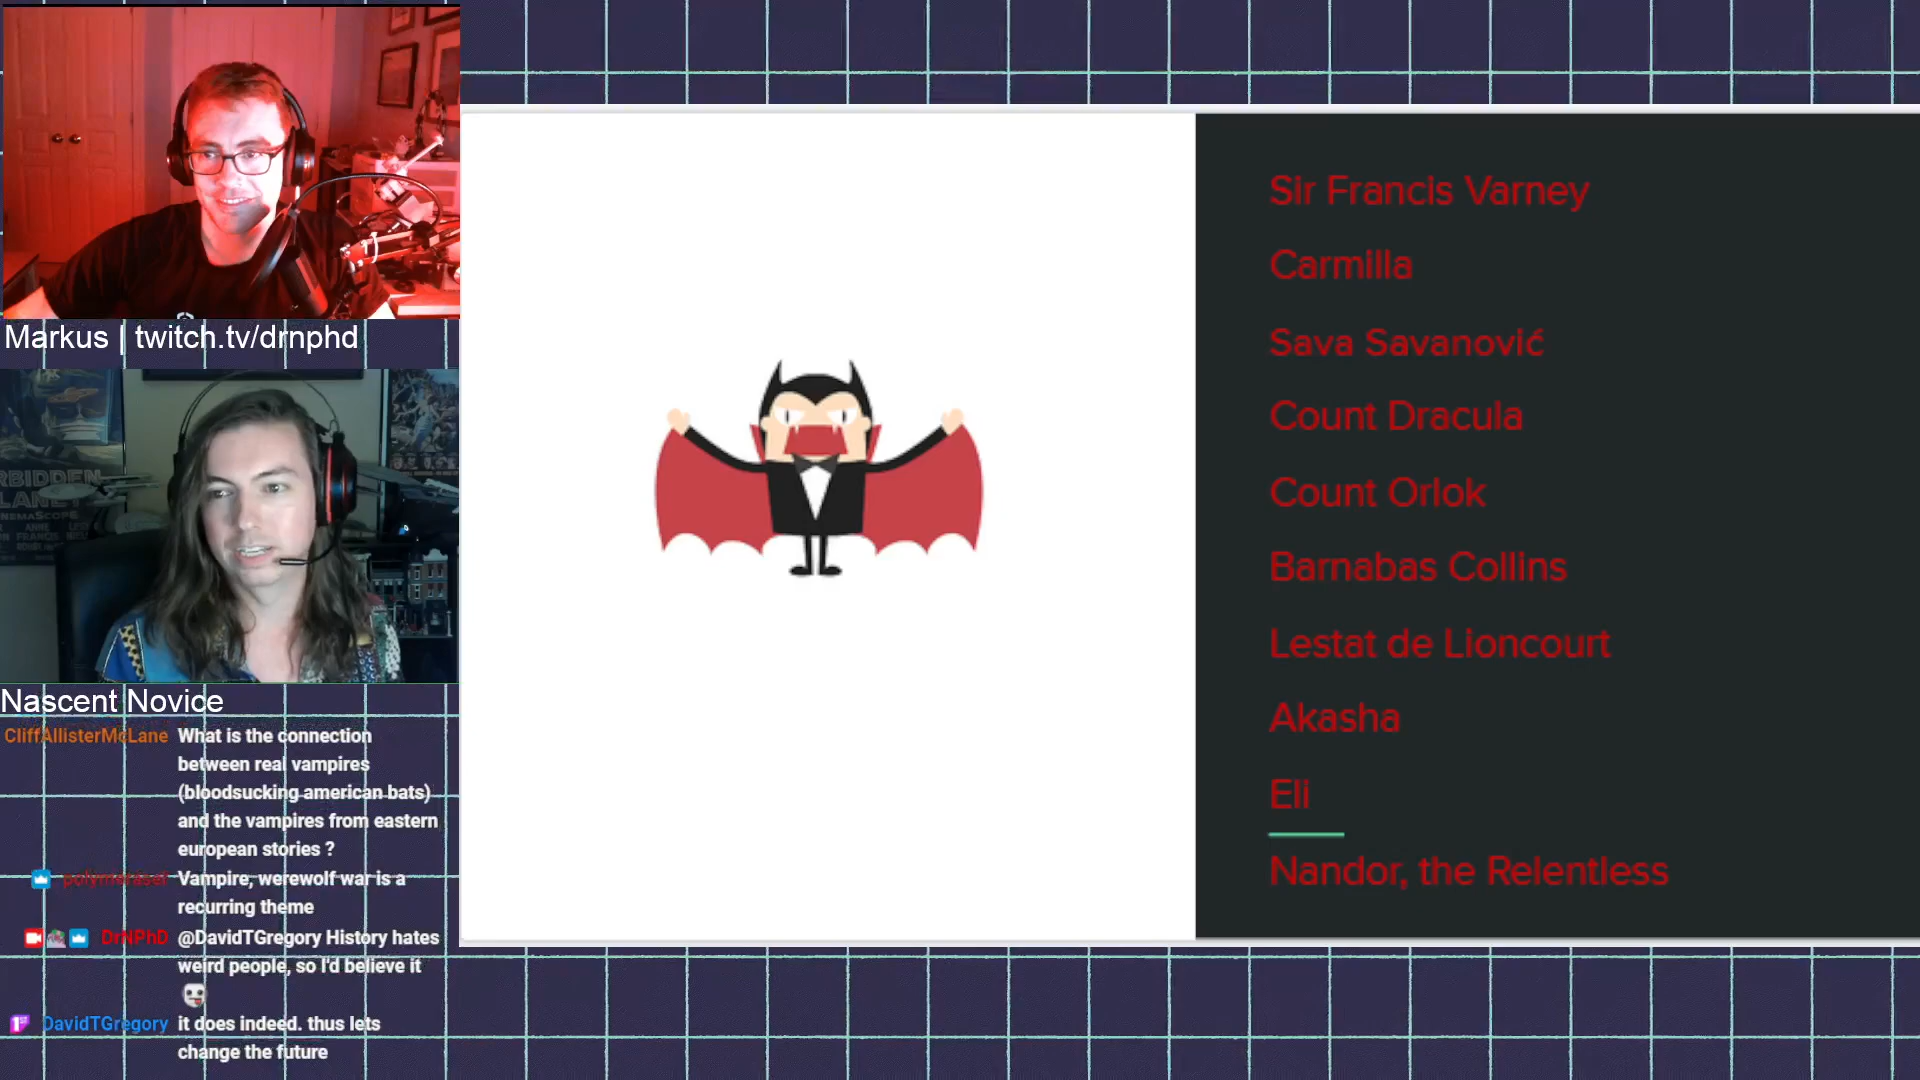 Markus | twitch.tv/drnphd
Nascent Novice
CliffAllisterMcLane What is the connection
between real vampires
(bloodsucking american bats)
and the vampires from eastern
european stories ?
Vampire, werewolf war is a
recurring theme
DrNPhD @DavidTGregory History hates
weird people, so I'd believe it
DavidTGregory it does indeed. thus lets
change the future
Sir Francis Varney
Carmilla
Sava Savanović
Count Dracula
Count Orlok
Barnabas Collins
Lestat de Lioncourt
Akasha
Eli
Nandor, the Relentless